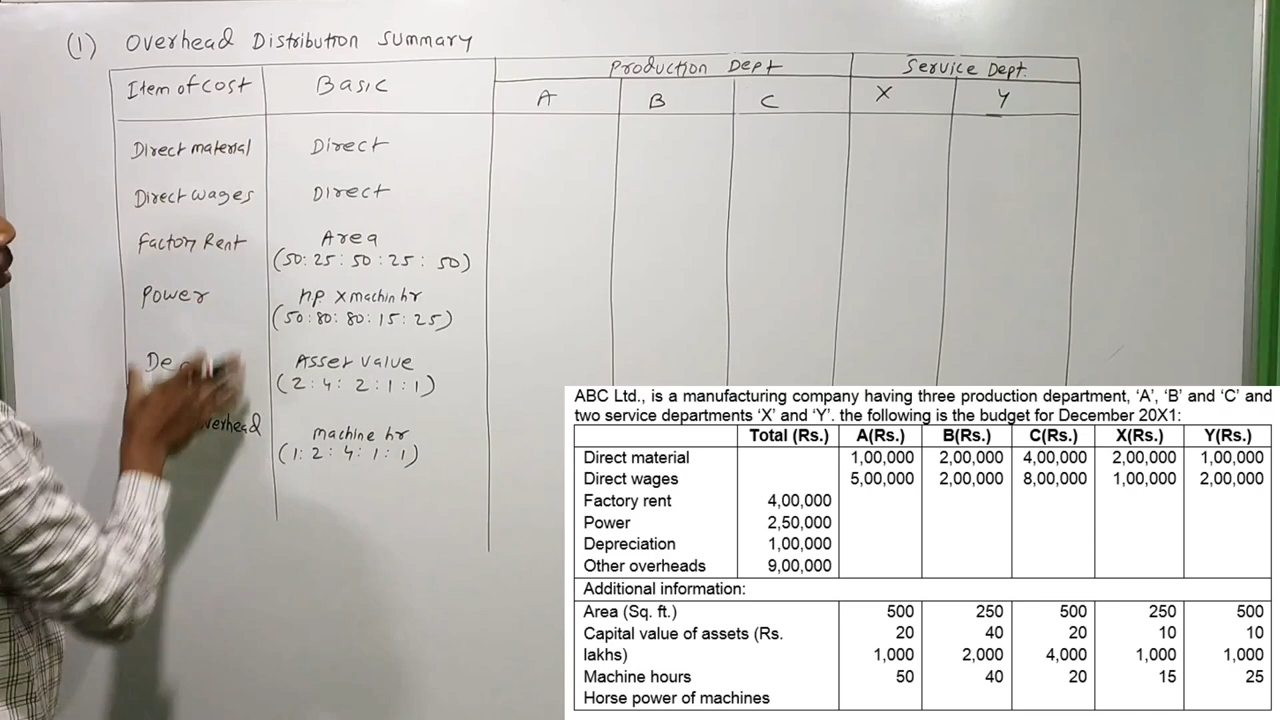 (1) Overhead Distribution Summary
Item of cost Basic Production Dept Service Dept.
A B C X Y
Direct material Direct
Direct wages Direct
Factory Rent Area
(50: 25 : 50 : 25 : 50)
Power h.p. x machin hr
(50:80: 80: 15: 25)
Asset value
(2: 4: 2: 1: 1)
machine hr
(1: 2: 4: 1: 1)
ABC Ltd., is a manufacturing company having three production department, ‘A’, ‘B’ and ‘C’ and
two service departments ‘X’ and ‘Y’. the following is the budget for December 20X1:
Total (Rs.) A(Rs.) B(Rs.) C(Rs.) X(Rs.) Y(Rs.)
Direct material 1,00,000 2,00,000 4,00,000 2,00,000 1,00,000
Direct wages 5,00,000 2,00,000 8,00,000 1,00,000 2,00,000
Factory rent 4,00,000
Power 2,50,000
Depreciation 1,00,000
Other overheads 9,00,000
Additional information:
Area (Sq. ft.) 500 250 500 250 500
Capital value of assets (Rs. 20 40 20 10 10
lakhs) 1,000 2,000 4,000 1,000 1,000
Machine hours 50 40 20 15 25
Horse power of machines